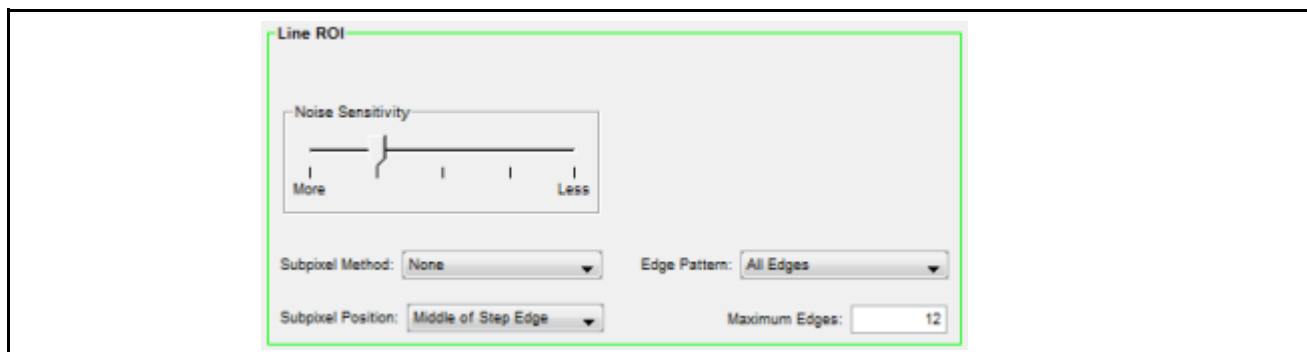 Line ROI
Noise Sensitivity
More Less
Subpixel Method: None Edge Pattern: All Edges
Subpixel Position: Middle of Step Edge Maximum Edges: 12